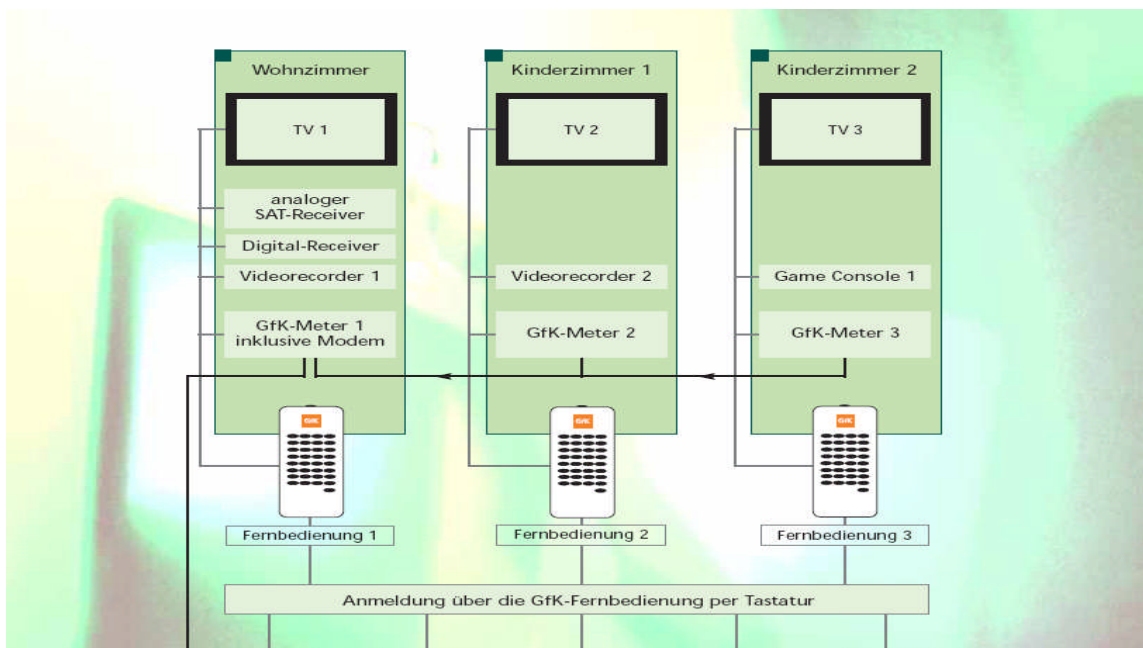 Wohnzimmer
TV 1
analoger
SAT-Receiver
Digital-Receiver
Videorecorder 1
GfK-Meter 1
inklusive Modem
GfK
Fernbedienung 1
Kinderzimmer 1
TV 2
Videorecorder 2
GfK-Meter 2
GfK
Fernbedienung 2
Kinderzimmer 2
TV 3
Game Console 1
GfK-Meter 3
GfK
Fernbedienung 3
Anmeldung über die GfK-Fernbedienung per Tastatur